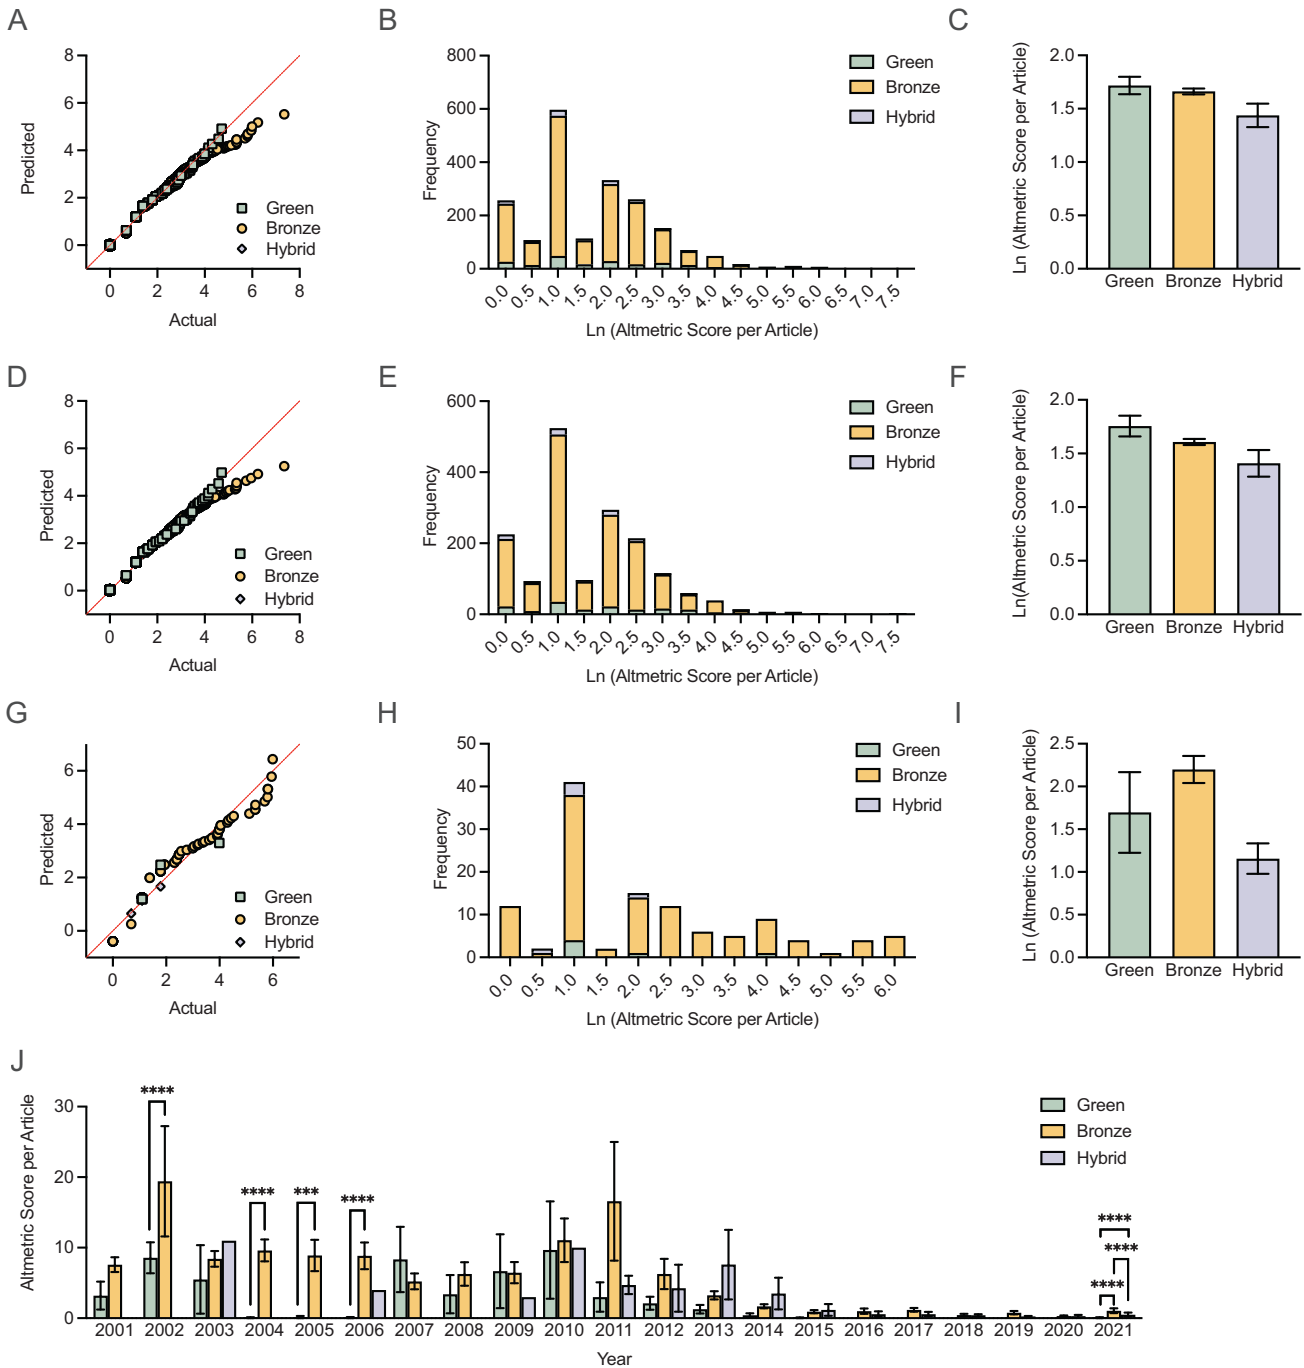 A
8
6
4
2
0
Predicted
0 2 4 6 8
Actual
Green
Bronze
Hybrid
B
800
600
400
200
0
Frequency
0.0 0.5 1.0 1.5 2.0 2.5 3.0 3.5 4.0 4.5 5.0 5.5 6.0 6.5 7.0 7.5
Ln (Altmetric Score per Article)
Green
Bronze
Hybrid
C
2.0
1.5
1.0
0.5
0.0
Ln (Altmetric Score per Article)
Green Bronze Hybrid
D
8
6
4
2
0
Predicted
0 2 4 6 8
Actual
Green
Bronze
Hybrid
E
600
400
200
0
Frequency
0.0 0.5 1.0 1.5 2.0 2.5 3.0 3.5 4.0 4.5 5.0 5.5 6.0 6.5 7.0 7.5
Ln (Altmetric Score per Article)
Green
Bronze
Hybrid
F
2.0
1.5
1.0
0.5
0.0
Ln(Altmetric Score per Article)
Green Bronze Hybrid
G
6
4
2
0
Predicted
0 2 4 6
Actual
Green
Bronze
Hybrid
H
50
40
30
20
10
0
Frequency
0.0 0.5 1.0 1.5 2.0 2.5 3.0 3.5 4.0 4.5 5.0 5.5 6.0
Ln (Altmetric Score per Article)
Green
Bronze
Hybrid
I
2.5
2.0
1.5
1.0
0.5
0.0
Ln (Altmetric Score per Article)
Green Bronze Hybrid
J
30
20
10
0
Altmetric Score per Article
**** **** *** **** **** **** ****
Green
Bronze
Hybrid
2001 2002 2003 2004 2005 2006 2007 2008 2009 2010 2011 2012 2013 2014 2015 2016 2017 2018 2019 2020 2021
Year